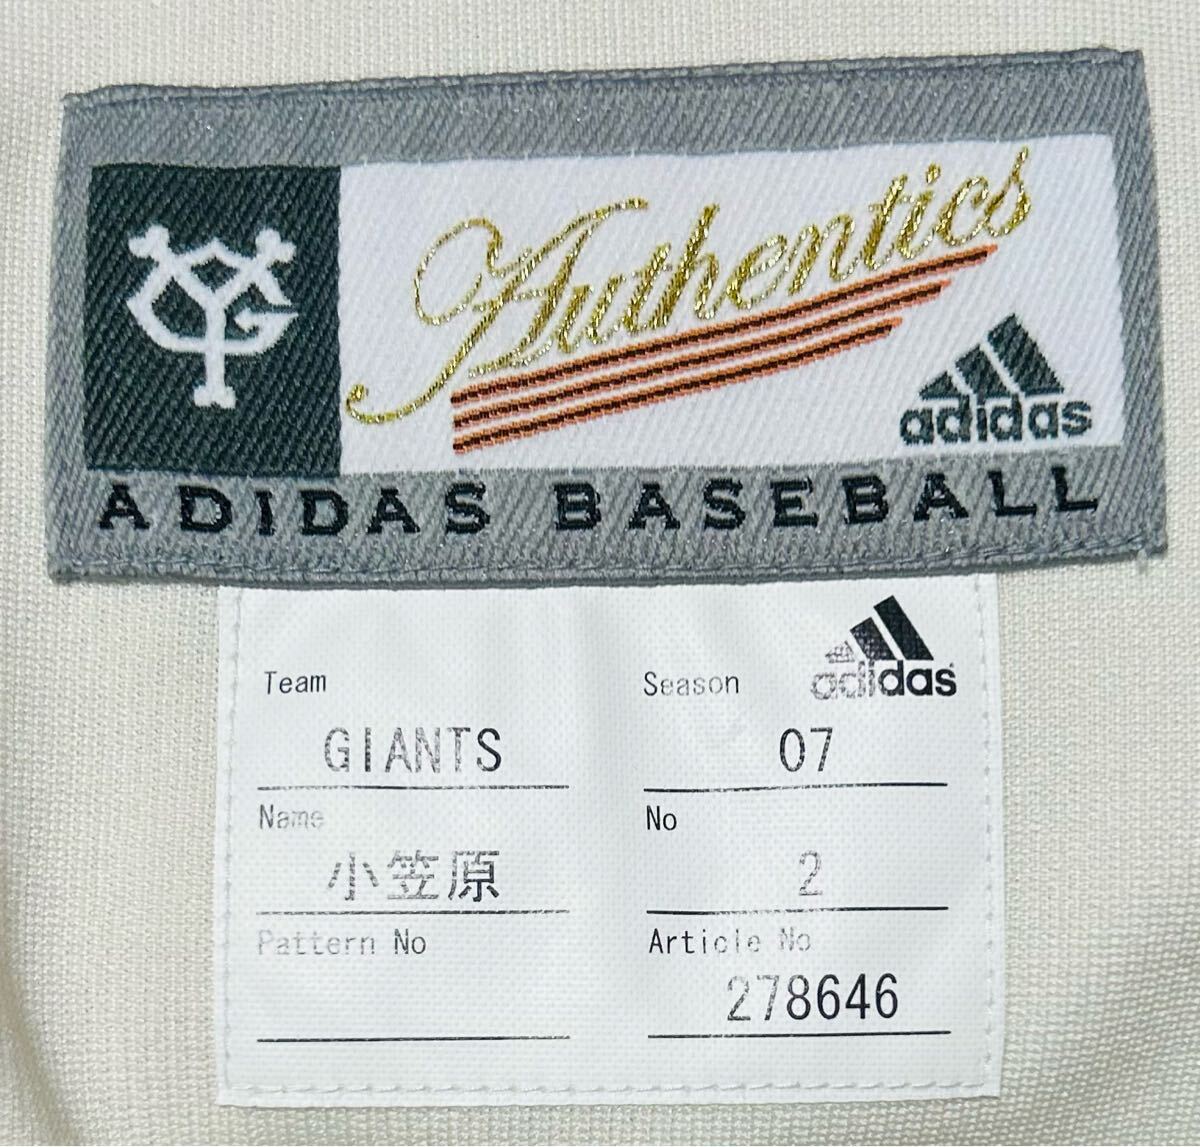 YG
Authentics
adidas
ADIDAS BASEBALL
adidas
Team Season
GIANTS 07
Name No
小笠原 2
Pattern No Article No
278646